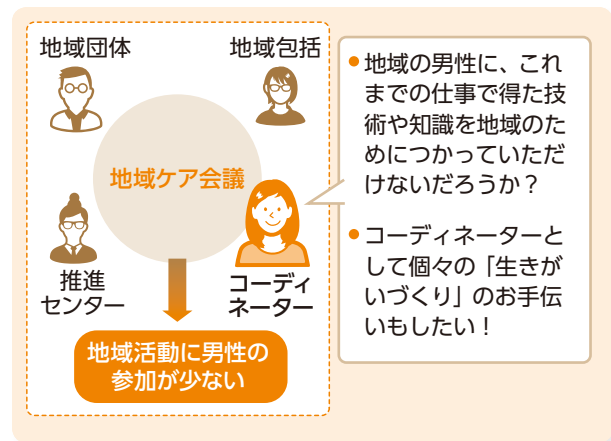 地域団体
地域包括
地域ケア会議
推進
センター
コーディ
ネーター
地域活動に男性の
参加が少ない
●地域の男性に、これ
までの仕事で得た技
術や知識を地域のた
めにつかっていただ
けないだろうか？
●コーディネーターと
して個々の「生きが
いづくり」のお手伝
いもしたい！